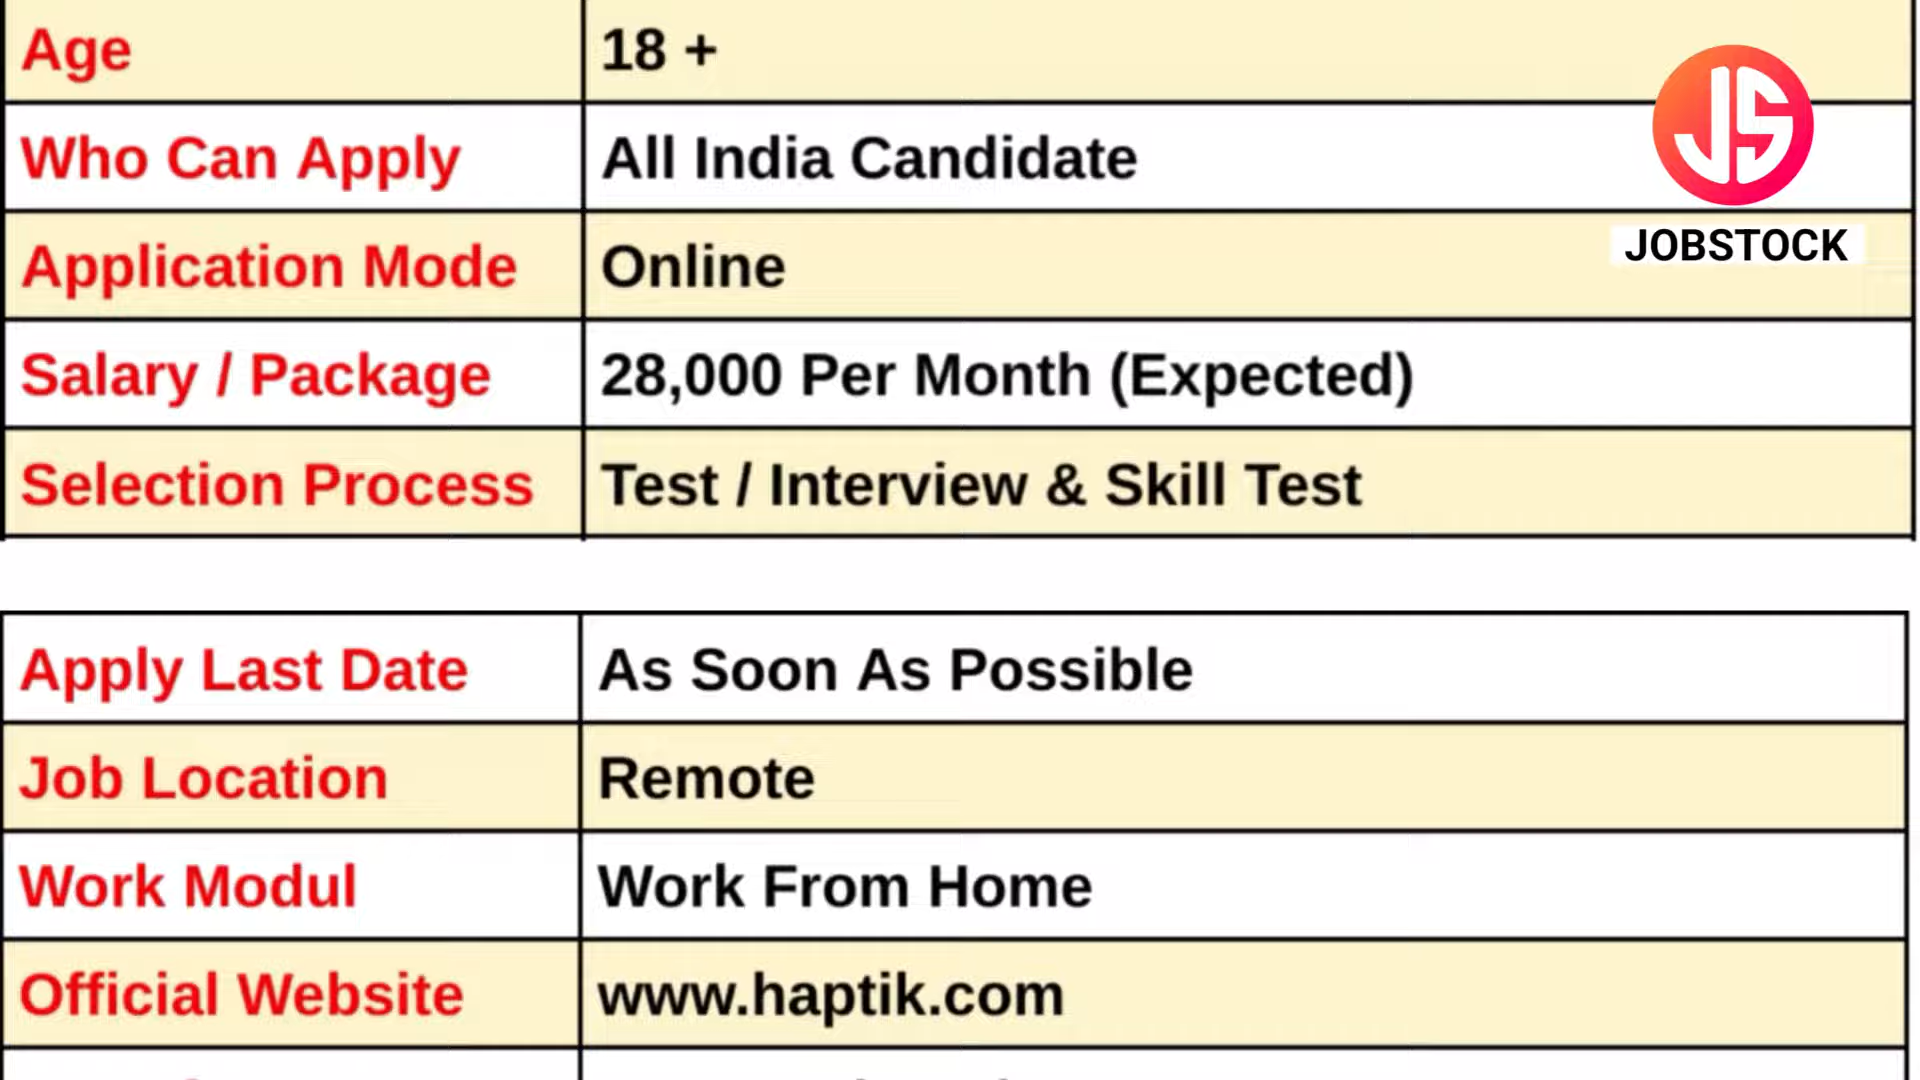 Age 18 +
Who Can Apply All India Candidate
JS
JOBSTOCK
Application Mode Online
Salary / Package 28,000 Per Month (Expected)
Selection Process Test / Interview & Skill Test
Apply Last Date As Soon As Possible
Job Location Remote
Work Modul Work From Home
Official Website www.haptik.com